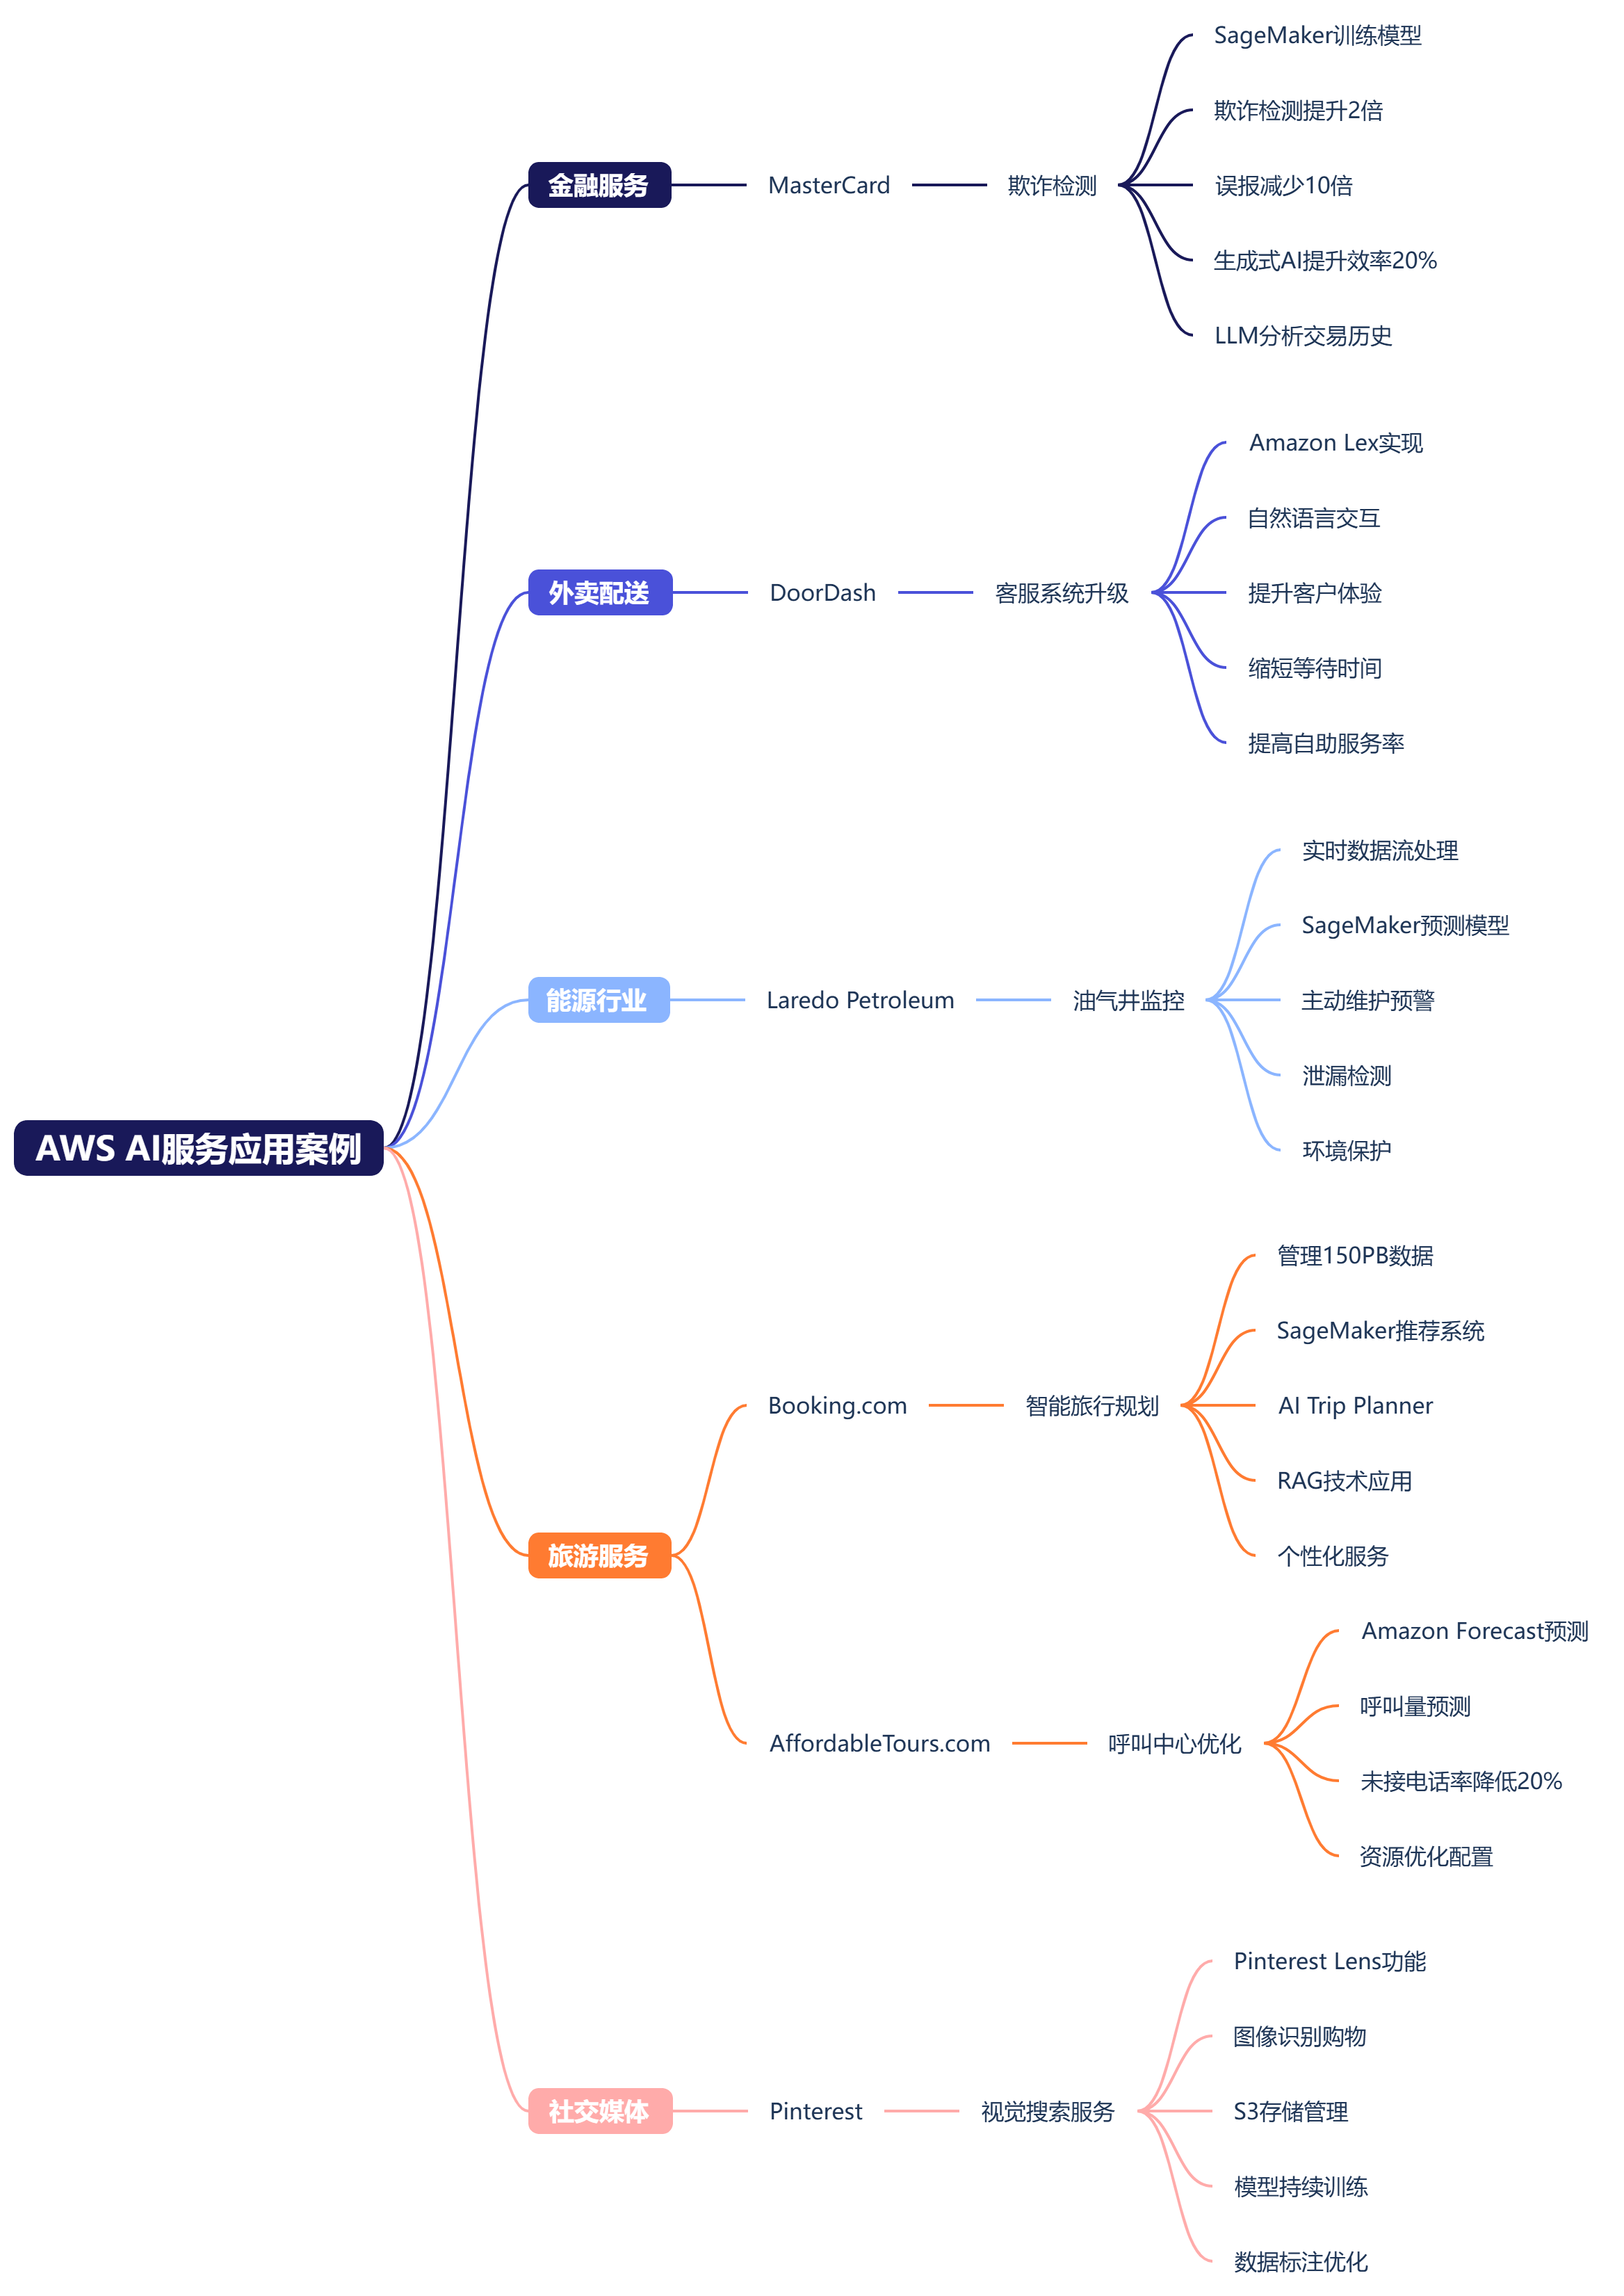 AWS AI服务应用案例
金融服务
MasterCard
欺诈检测
SageMaker训练模型
欺诈检测提升2倍
误报减少10倍
生成式AI提升效率20%
LLM分析交易历史
外卖配送
DoorDash
客服系统升级
Amazon Lex实现
自然语言交互
提升客户体验
缩短等待时间
提高自助服务率
能源行业
Laredo Petroleum
油气井监控
实时数据流处理
SageMaker预测模型
主动维护预警
泄漏检测
环境保护
旅游服务
Booking.com
智能旅行规划
管理150PB数据
SageMaker推荐系统
AI Trip Planner
RAG技术应用
个性化服务
AffordableTours.com
呼叫中心优化
Amazon Forecast预测
呼叫量预测
未接电话率降低20%
资源优化配置
社交媒体
Pinterest
视觉搜索服务
Pinterest Lens功能
图像识别购物
S3存储管理
模型持续训练
数据标注优化